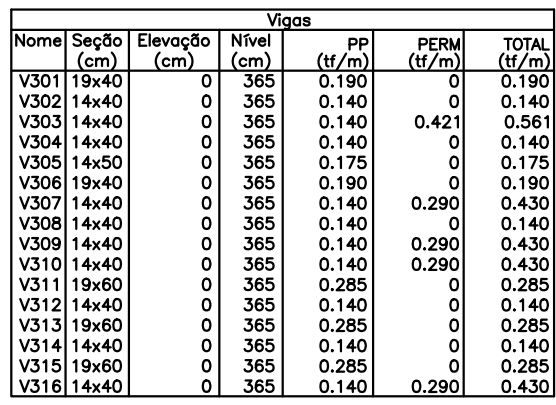 Vigas
Nome Seção Elevação Nível PP PERM TOTAL
(cm) (cm) (cm) (tf/m) (tf/m) (tf/m)
V301 19x40 0 365 0.190 0 0.190
V302 14x40 0 365 0.140 0 0.140
V303 14x40 0 365 0.140 0.421 0.561
V304 14x40 0 365 0.140 0 0.140
V305 14x50 0 365 0.175 0 0.175
V306 19x40 0 365 0.190 0 0.190
V307 14x40 0 365 0.140 0.290 0.430
V308 14x40 0 365 0.140 0 0.140
V309 14x40 0 365 0.140 0.290 0.430
V310 14x40 0 365 0.140 0.290 0.430
V311 19x60 0 365 0.285 0 0.285
V312 14x40 0 365 0.140 0 0.140
V313 19x60 0 365 0.285 0 0.285
V314 14x40 0 365 0.140 0 0.140
V315 19x60 0 365 0.285 0 0.285
V316 14x40 0 365 0.140 0.290 0.430